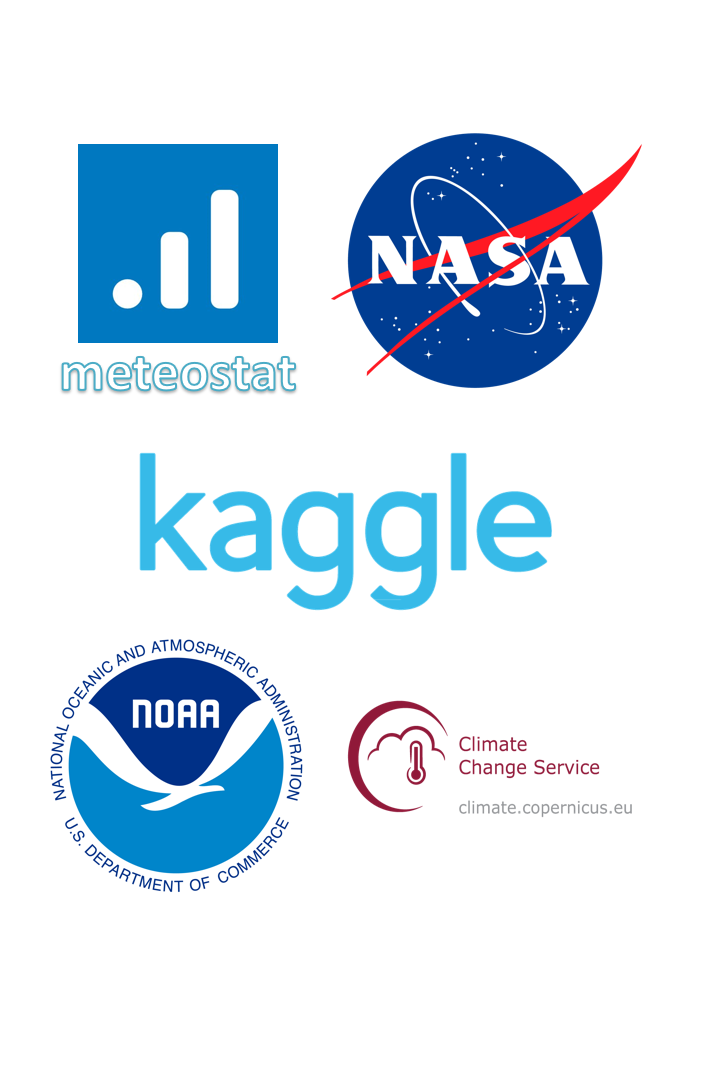 meteostat
NASA
kaggle
NATIONAL OCEANIC AND ATMOSPHERIC ADMINISTRATION
NOAA
U.S. DEPARTMENT OF COMMERCE
Climate
Change Service
climate.copernicus.eu